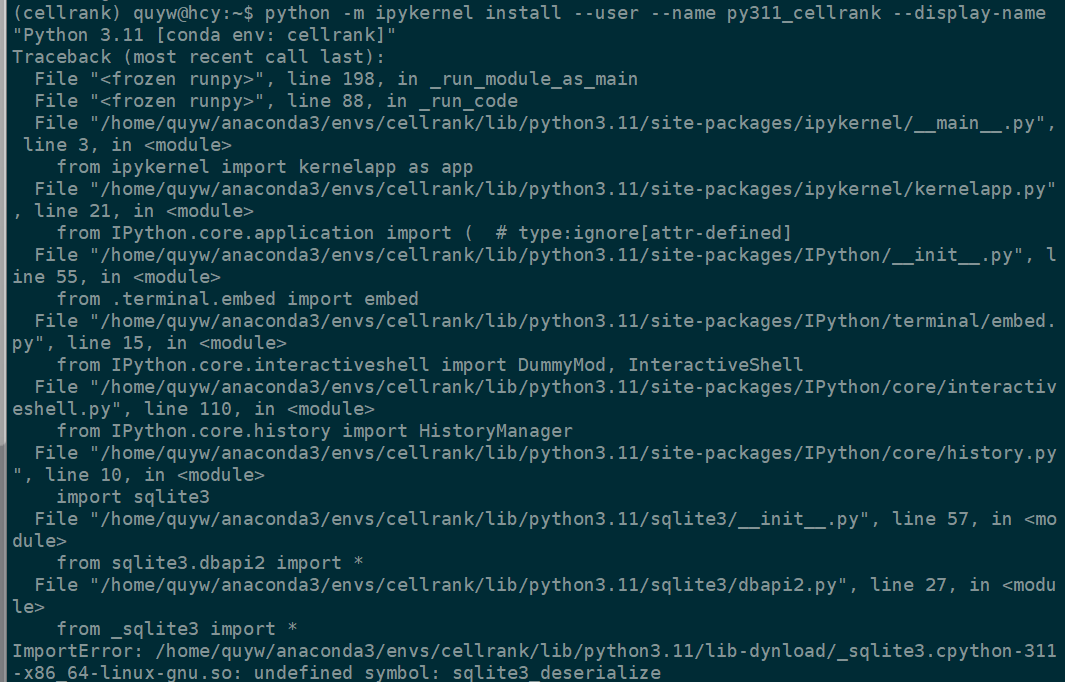 (cellrank) quyw@hcy:~$ python -m ipykernel install --user --name py311_cellrank --display-name
"Python 3.11 [conda env: cellrank]"
Traceback (most recent call last):
  File "<frozen runpy>", line 198, in _run_module_as_main
  File "<frozen runpy>", line 88, in _run_code
  File "/home/quyw/anaconda3/envs/cellrank/lib/python3.11/site-packages/ipykernel/__main__.py",
 line 3, in <module>
    from ipykernel import kernelapp as app
  File "/home/quyw/anaconda3/envs/cellrank/lib/python3.11/site-packages/ipykernel/kernelapp.py"
, line 21, in <module>
    from IPython.core.application import (  # type:ignore[attr-defined]
  File "/home/quyw/anaconda3/envs/cellrank/lib/python3.11/site-packages/IPython/__init__.py", l
ine 55, in <module>
    from .terminal.embed import embed
  File "/home/quyw/anaconda3/envs/cellrank/lib/python3.11/site-packages/IPython/terminal/embed.
py", line 15, in <module>
    from IPython.core.interactiveshell import DummyMod, InteractiveShell
  File "/home/quyw/anaconda3/envs/cellrank/lib/python3.11/site-packages/IPython/core/interactiv
eshell.py", line 110, in <module>
    from IPython.core.history import HistoryManager
  File "/home/quyw/anaconda3/envs/cellrank/lib/python3.11/site-packages/IPython/core/history.py
", line 10, in <module>
    import sqlite3
  File "/home/quyw/anaconda3/envs/cellrank/lib/python3.11/sqlite3/__init__.py", line 57, in <mo
dule>
    from sqlite3.dbapi2 import *
  File "/home/quyw/anaconda3/envs/cellrank/lib/python3.11/sqlite3/dbapi2.py", line 27, in <modu
le>
    from _sqlite3 import *
ImportError: /home/quyw/anaconda3/envs/cellrank/lib/python3.11/lib-dynload/_sqlite3.cpython-311
-x86_64-linux-gnu.so: undefined symbol: sqlite3_deserialize